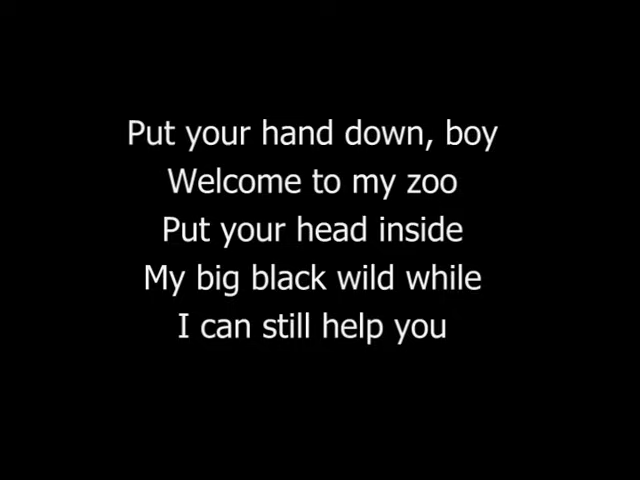 Put your hand down, boy
Welcome to my zoo
Put your head inside
My big black wild while
I can still help you